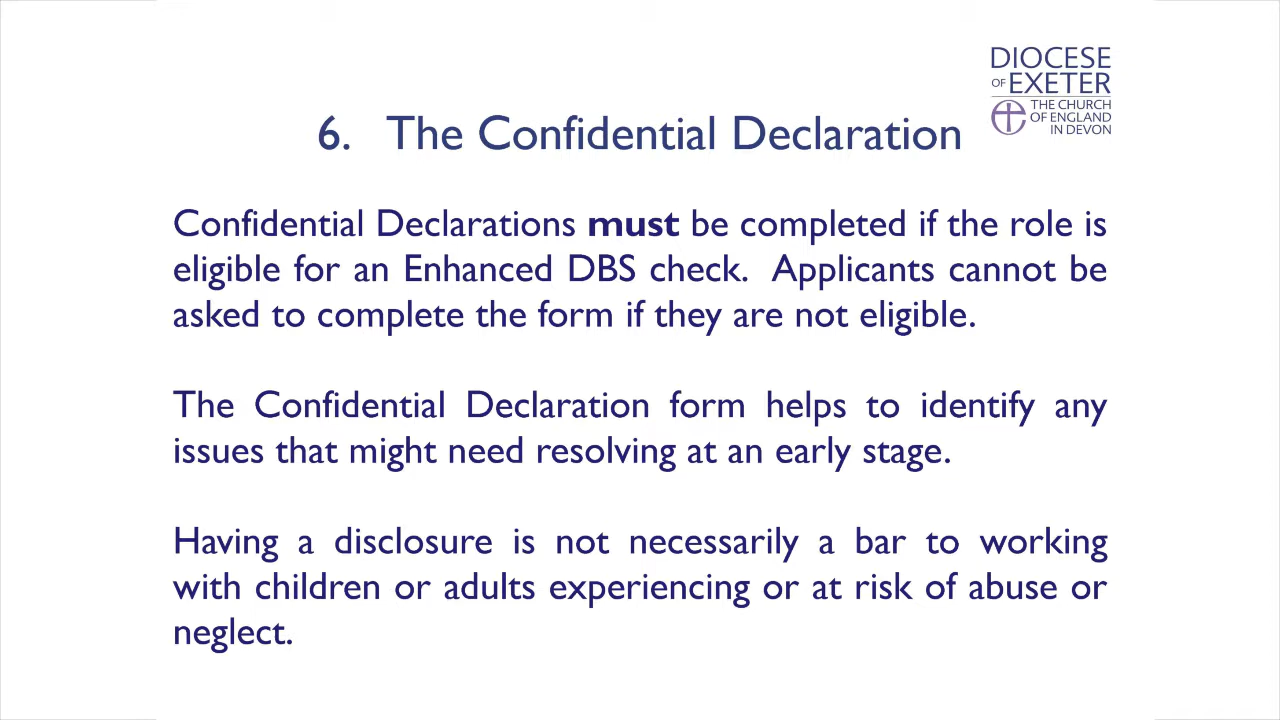 DIOCESE
OF EXETER
THE CHURCH
OF ENGLAND
IN DEVON
6. The Confidential Declaration
Confidential Declarations must be completed if the role is
eligible for an Enhanced DBS check. Applicants cannot be
asked to complete the form if they are not eligible.
The Confidential Declaration form helps to identify any
issues that might need resolving at an early stage.
Having a disclosure is not necessarily a bar to working
with children or adults experiencing or at risk of abuse or
neglect.